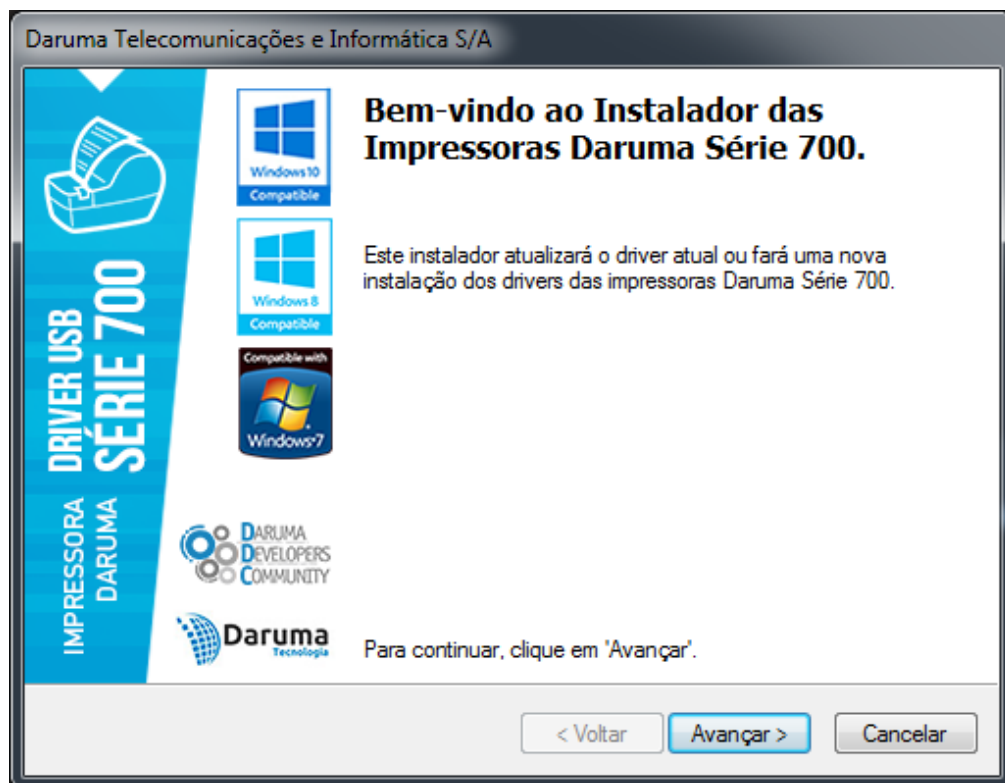 Daruma Telecomunicações e Informática S/A
IMPRESSORA DRIVER USB
DARUMA SÉRIE 700
Windows 10
Compatible
Windows 8
Compatible
Compatible with
Windows 7
DARUMA
DEVELOPERS
COMMUNITY
Daruma
Tecnologia
Bem-vindo ao Instalador das
Impressoras Daruma Série 700.
Este instalador atualizará o driver atual ou fará uma nova
instalação dos drivers das impressoras Daruma Série 700.
Para continuar, clique em 'Avançar'.
< Voltar
Avançar >
Cancelar